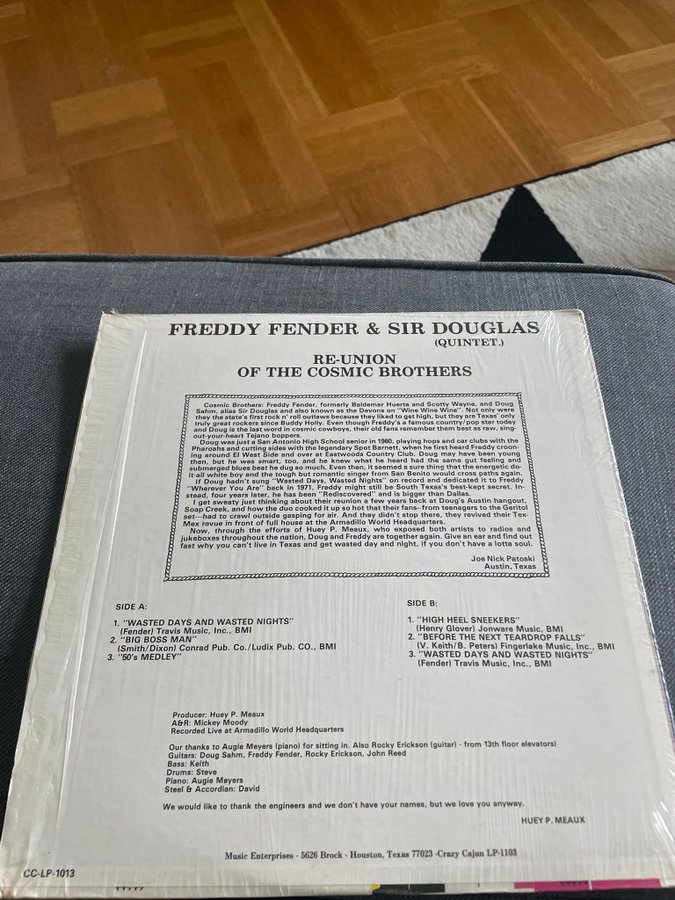 FREDDY FENDER & SIR DOUGLAS
(QUINTET.)
RE-UNION
OF THE COSMIC BROTHERS
Cosmic Brothers: Freddy Fender, formerly Baldemar Huerta and Scotty Wayne, and Doug
Sahm, alias Sir Douglas and also known as the Devons on "Wine Wine Wine". Not only were
they the state's first rock n' roll outlaws because they liked to get high, but they are Texas' only
truly great rockers since Buddy Holly. Even though Freddy's a famous country/pop star today
and Doug is the last word in cosmic cowboys, their old fans remember them best as raw, sing-
out-your-heart Tejano boppers.
Doug was just a San Antonio High School senior in 1960, playing hops and car clubs with the
Pharoahs and cutting sides with the legendary Spot Barnett, when he first heard Freddy croon-
ing around El West Side and over at Eastwoods Country Club. Doug may have been young
then, but he was smart, too, and he knew what he heard had the same gut feeling and
submerged blues beat he dug so much. Even then, it seemed a sure thing that the energetic do-
it-all white boy and the tough but romantic singer from San Benito would cross paths again.
If Doug hadn't sung "Wasted Days, Wasted Nights" on record and dedicated it to Freddy
"Wherever You Are" back in 1971, Freddy might still be South Texas's best-kept secret. In-
stead, four years later, he has been "Rediscovered" and is bigger than Dallas.
I get sweaty just thinking about their reunion a few years back at Doug's Austin hangout,
Soap Creek, and how the duo cooked it up so hot that their fans--from teenagers to the Geritol
set---had to crawl outside gasping for air. And they didn't stop there, they revived their Tex-
Mex revue in front of full house at the Armadillo World Headquarters.
Now, through the efforts of Huey P. Meaux, who exposed both artists to radios and
jukeboxes throughout the nation, Doug and Freddy are together again. Give an ear and find out
fast why you can't live in Texas and get wasted day and night, if you don't have a lotta soul.
Joe Nick Patoski
Austin, Texas
SIDE A:
1. "WASTED DAYS AND WASTED NIGHTS"
(Fender) Travis Music, Inc., BMI
2. "BIG BOSS MAN"
(Smith/Dixon) Conrad Pub. Co./Ludix Pub. CO., BMI
3. "50's MEDLEY"
SIDE B:
1. "HIGH HEEL SNEEKERS"
(Henry Glover) Jonware Music, BMI
2. "BEFORE THE NEXT TEARDROP FALLS"
(V. Keith/B. Peters) Fingerlake Music, Inc., BMI
3. "WASTED DAYS AND WASTED NIGHTS"
(Fender) Travis Music, Inc., BMI
Producer: Huey P. Meaux
A&R: Mickey Moody
Recorded Live at Armadillo World Headquarters
Our thanks to Augie Meyers (piano) for sitting in. Also Rocky Erickson (guitar) - from 13th floor elevators)
Guitars: Doug Sahm, Freddy Fender, Rocky Erickson, John Reed
Bass: Keith
Drums: Steve
Piano: Augie Meyers
Steel & Accordian: David
We would like to thank the engineers and we don't have your names, but we love you anyway.
HUEY P. MEAUX
Music Enterprises - 5626 Brock - Houston, Texas 77023 -Crazy Cajun LP-1103
CC-LP-1013